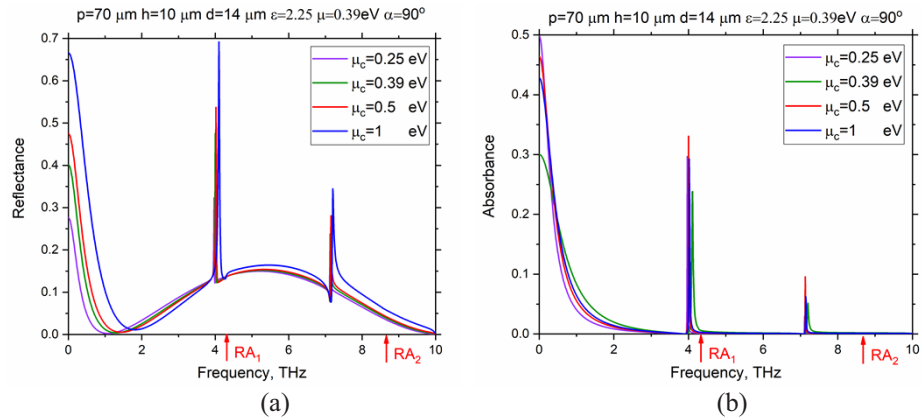 p=70 μm h=10 μm d=14 μm ε=2.25 μ=0.39eV α=90º
μc=0.25 eV
μc=0.39 eV
μc=0.5 eV
μc=1 eV
Reflectance
0.7
0.6
0.5
0.4
0.3
0.2
0.1
0.0
0 2 4 6 8 10
RA1 RA2
Frequency, THz
(a)
p=70 μm h=10 μm d=14 μm ε=2.25 μ=0.39eV α=90º
μc=0.25 eV
μc=0.39 eV
μc=0.5 eV
μc=1 eV
Absorbance
0.5
0.4
0.3
0.2
0.1
0.0
0 2 4 6 8 10
RA1 RA2
Frequency, THz
(b)